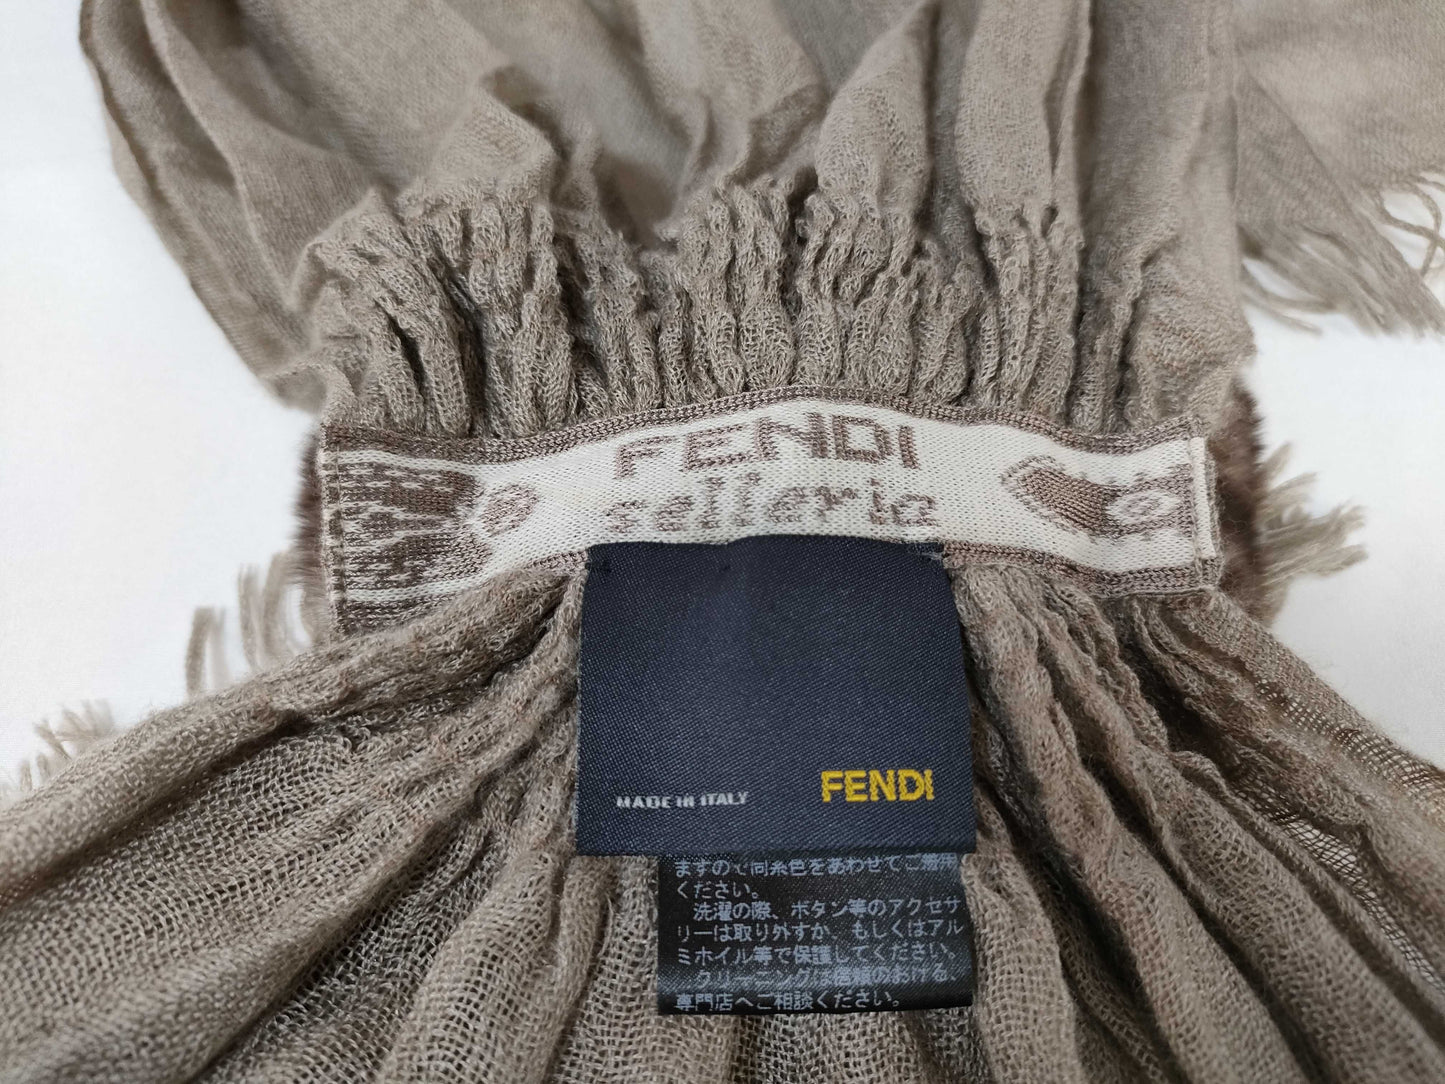 FENDI
selleria
MADE IN ITALY FENDI
ますので同系色をあわせてご着用
ください。
洗濯の際、ボタン等のアクセサ
リーは取り外すか、もしくはアル
ミホイル等で保護してください。
クリーニングは信頼のおける、
専門店へご相談ください。